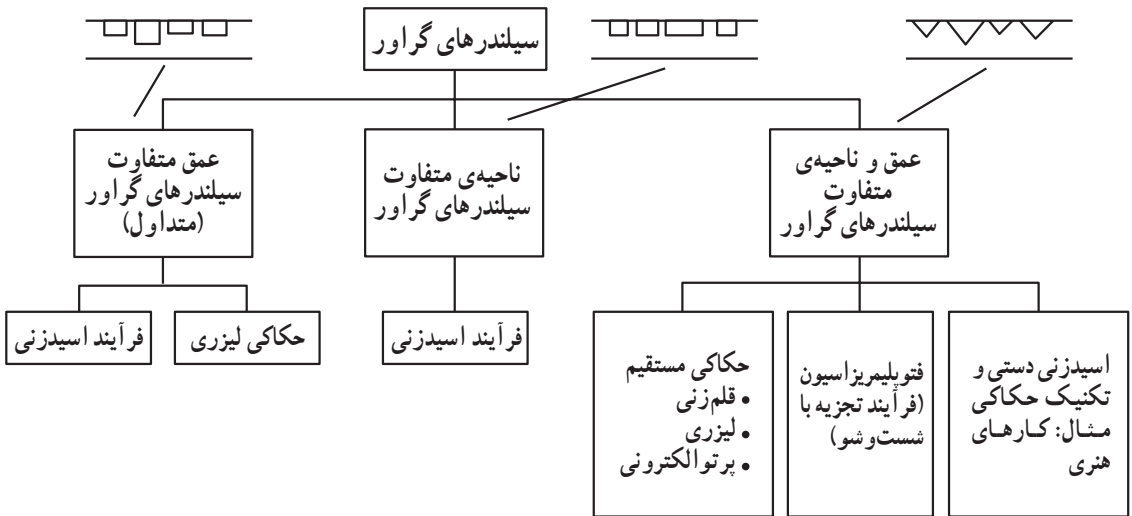 سیلندرهای گراور
عمق و ناحیه‌ی
متفاوت
سیلندرهای گراور
ناحیه‌ی متفاوت
سیلندرهای گراور
عمق متفاوت
سیلندرهای گراور
(متداول)
اسیدزنی دستی و
تکنیک حکاکی
مـثـال: کـارهـای
هنری
فتوپلیمریزاسیون
(فرآیند تجزیه با
شست‌وشو)
حکاکی مستقیم
• قلم‌زنی
• لیزری
• پرتوالکترونی
فرآیند اسیدزنی
حکاکی لیزری
فرآیند اسیدزنی